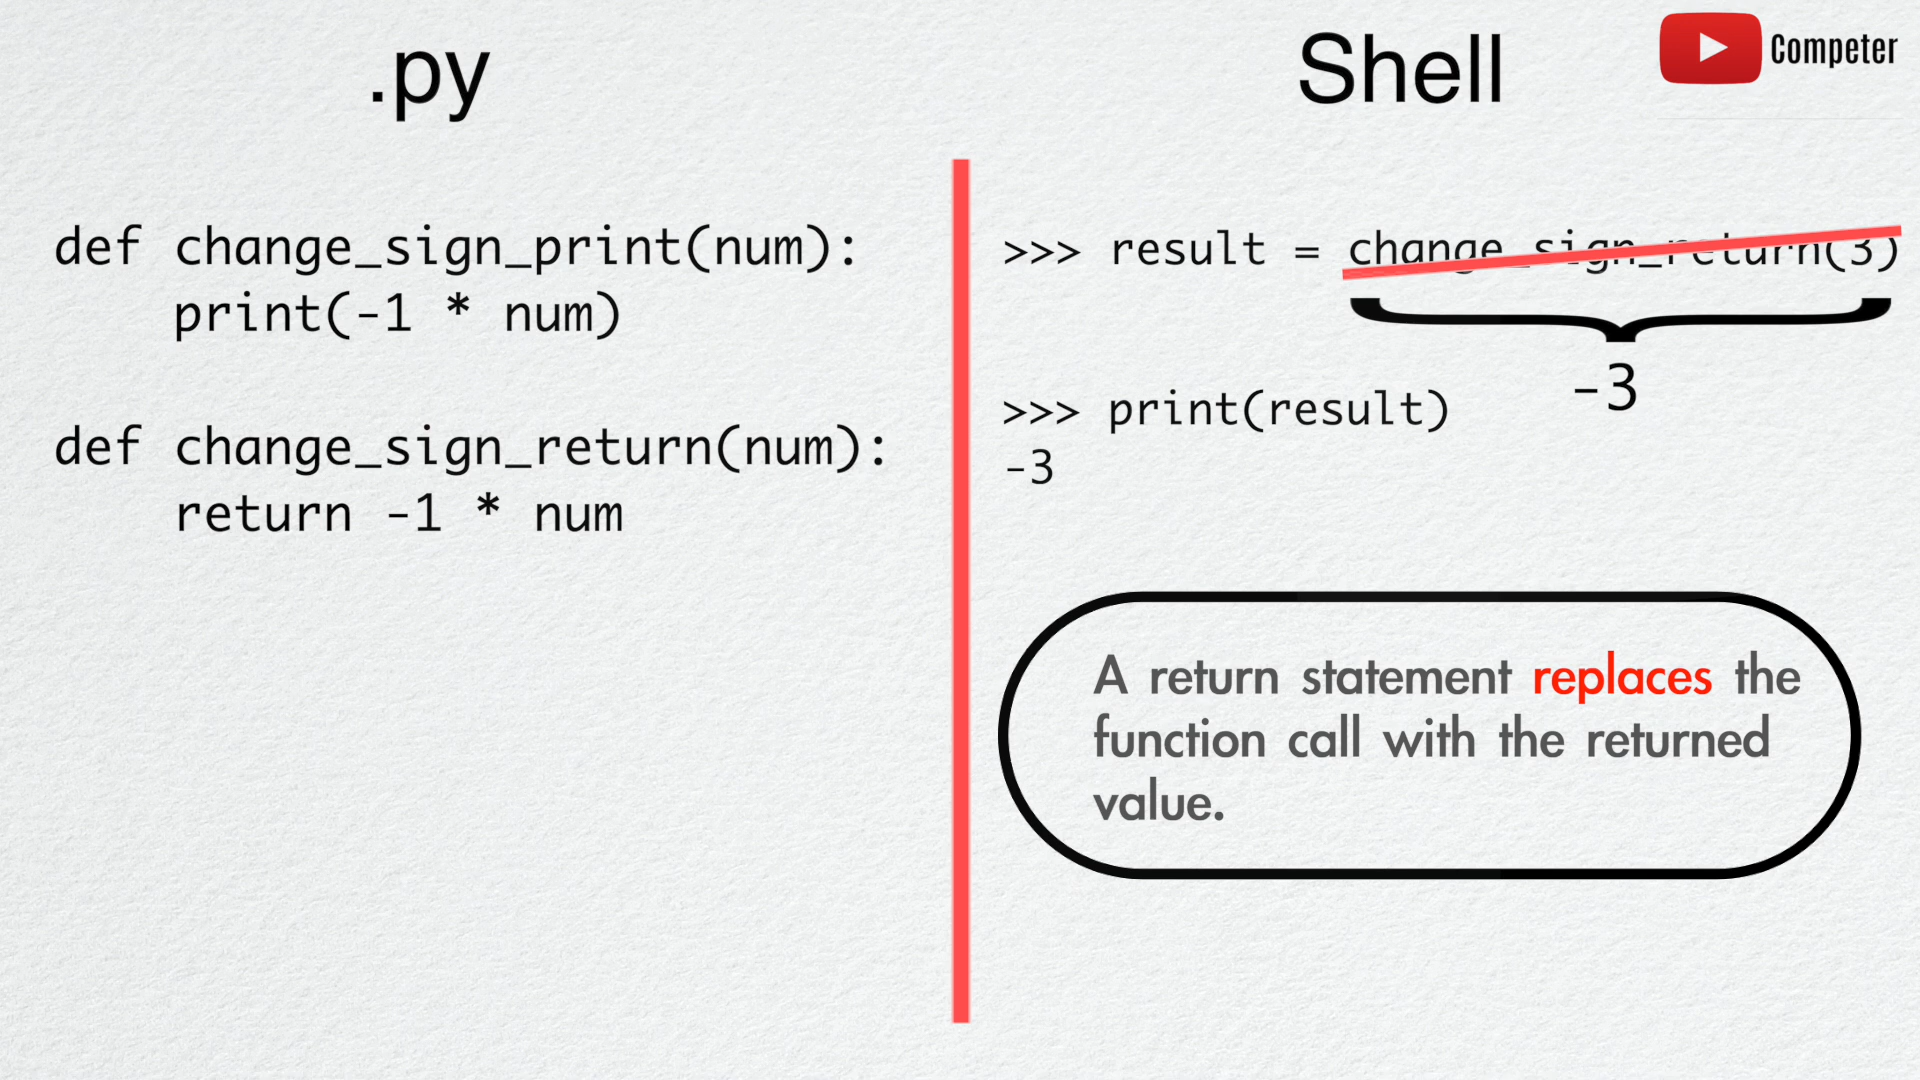 .py
Shell
Competer
def change_sign_print(num):
    print(-1 * num)
def change_sign_return(num):
    return -1 * num
>>> result = change_sign_return(3)
-3
>>> print(result)
-3
A return statement replaces the
function call with the returned
value.